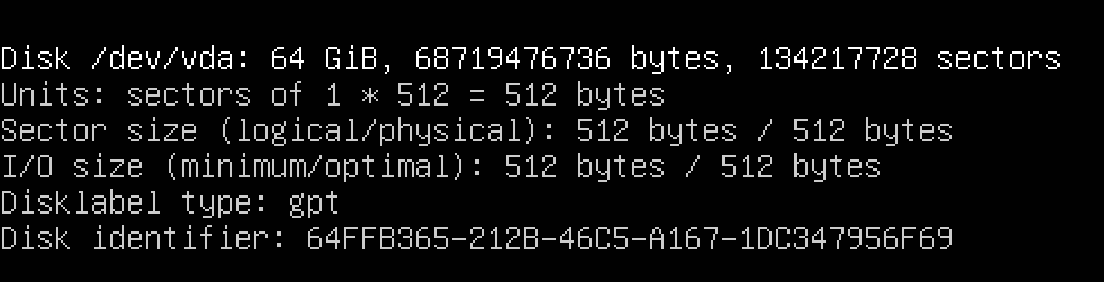 Disk /dev/vda: 64 GiB, 68719476736 bytes, 134217728 sectors
Units: sectors of 1 * 512 = 512 bytes
Sector size (logical/physical): 512 bytes / 512 bytes
I/O size (minimum/optimal): 512 bytes / 512 bytes
Disklabel type: gpt
Disk identifier: 64FFB365-212B-46C5-A167-1DC347956F69